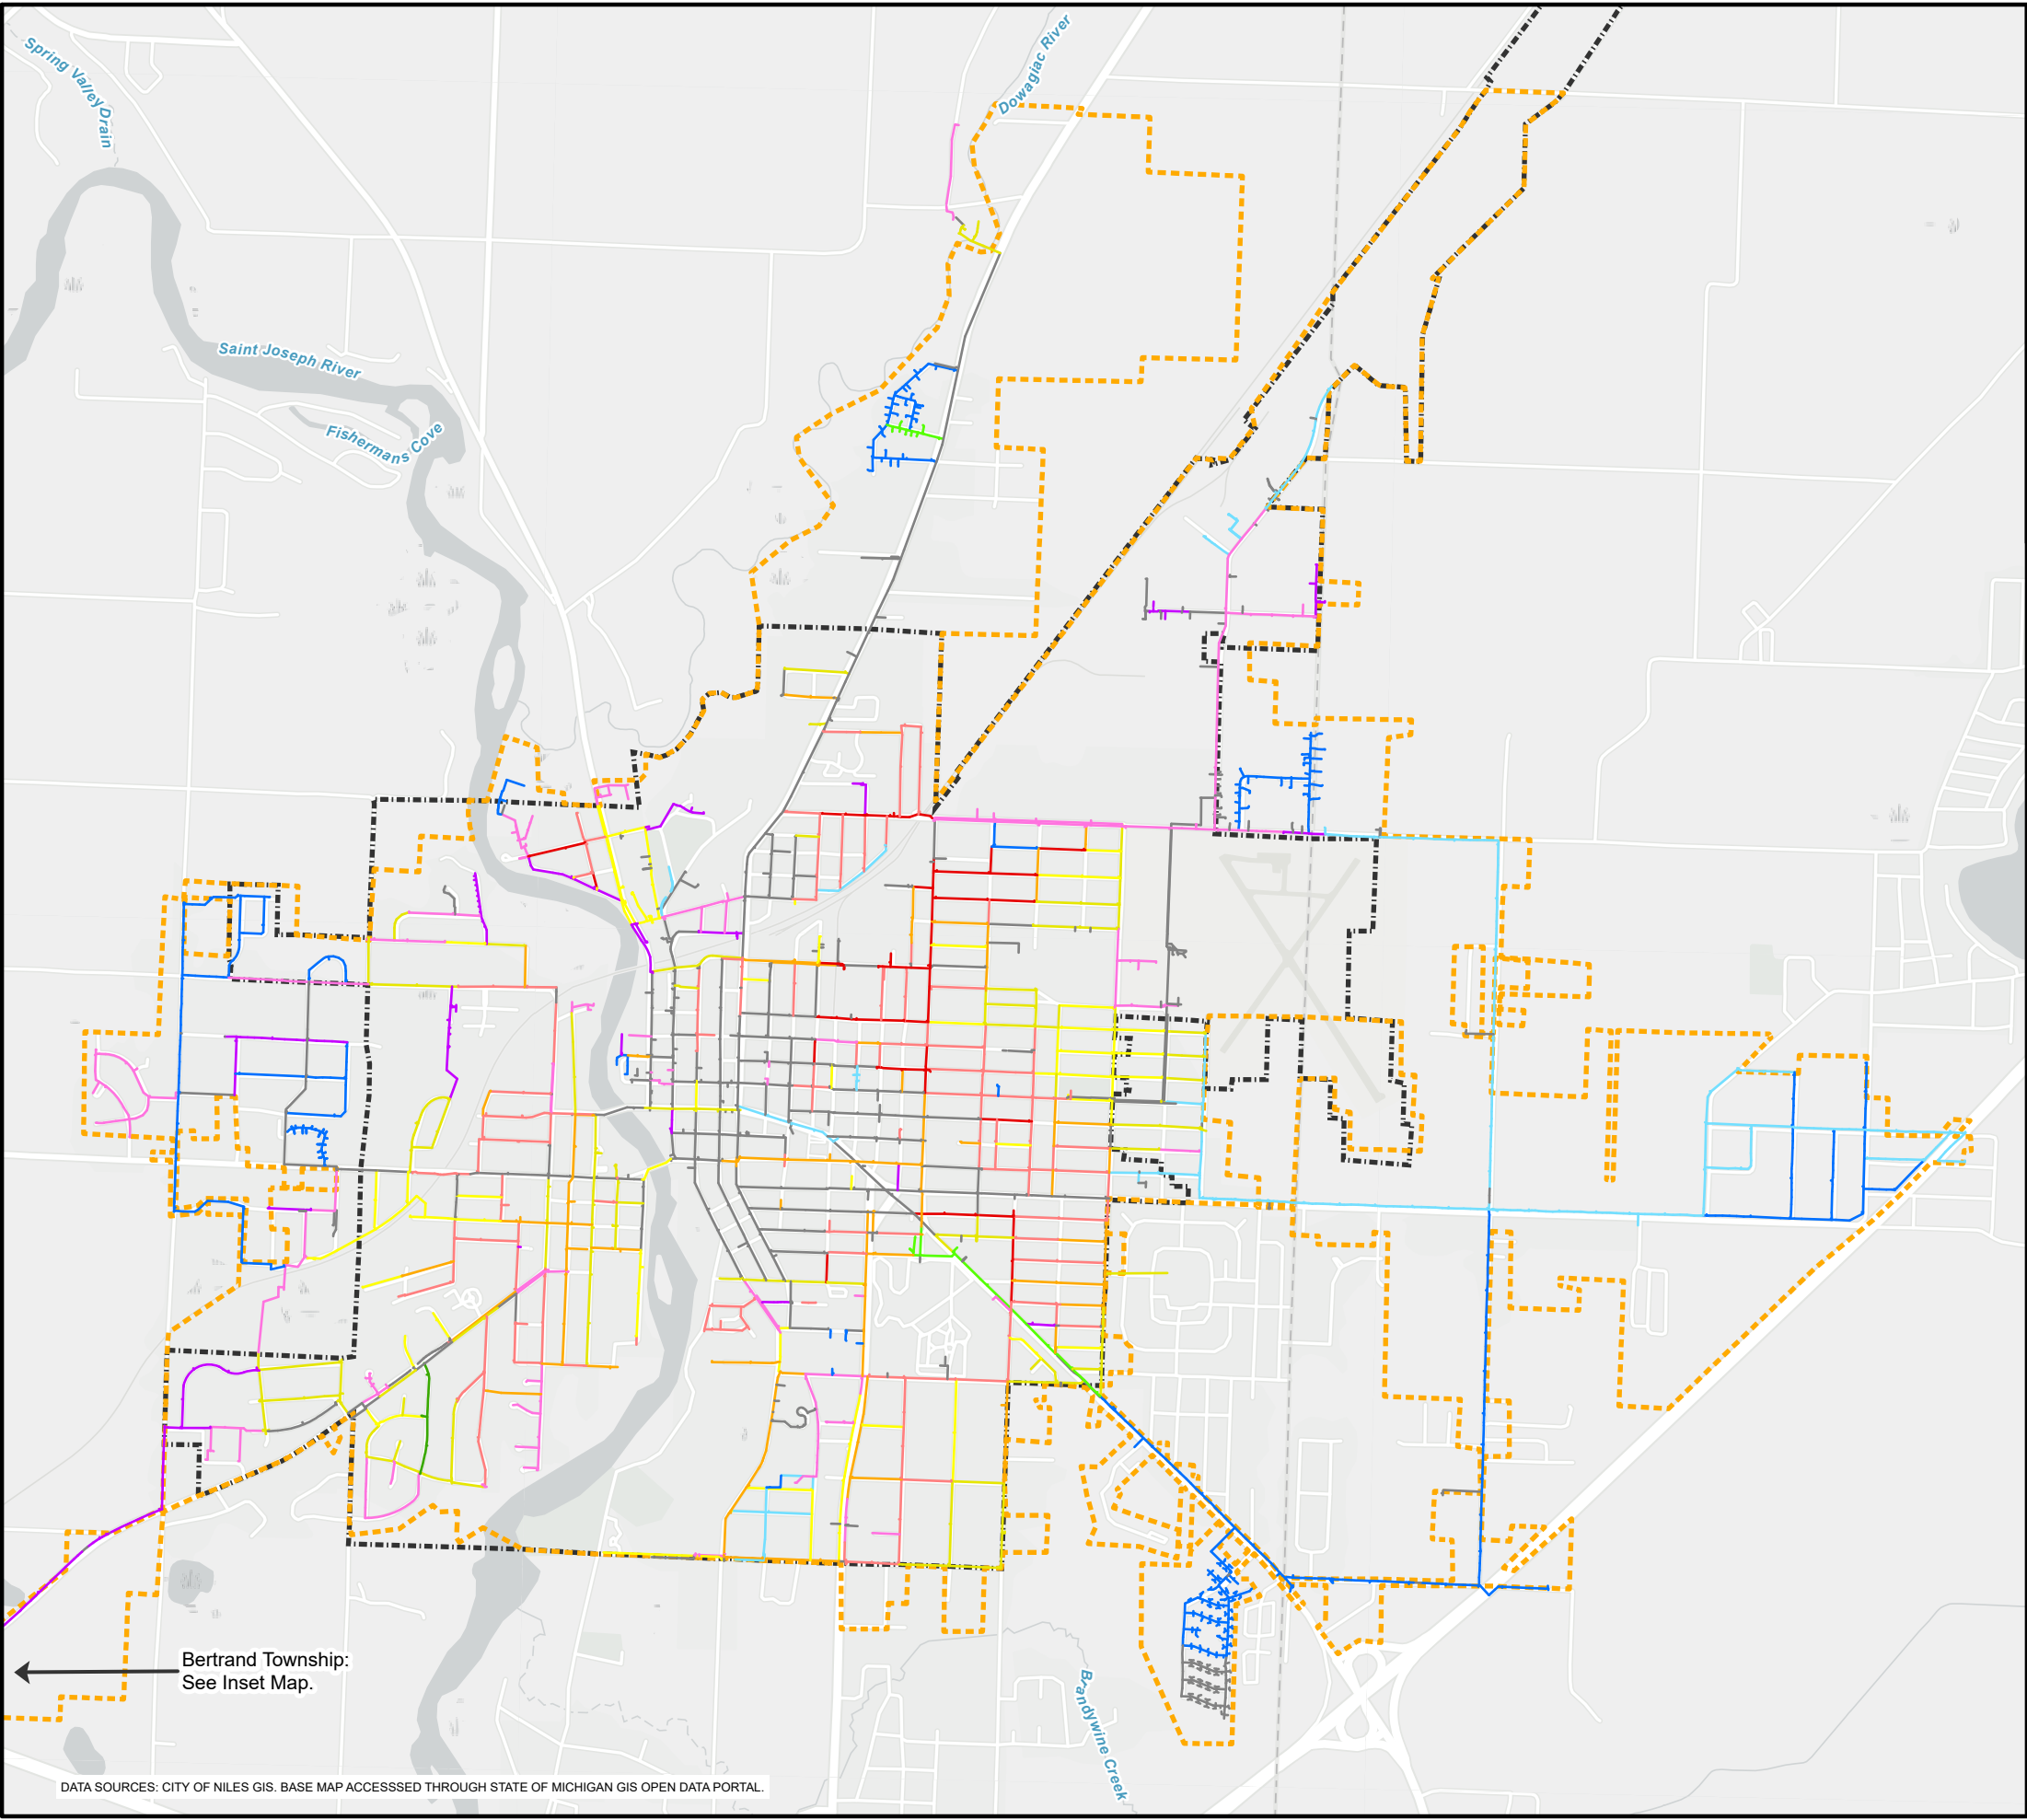 Spring Valley Drain
Dowagiac River
Saint Joseph River
Fishermans Cove
Bertrand Township:
See Inset Map.
Brandywine Creek
DATA SOURCES: CITY OF NILES GIS. BASE MAP ACCESSSED THROUGH STATE OF MICHIGAN GIS OPEN DATA PORTAL.